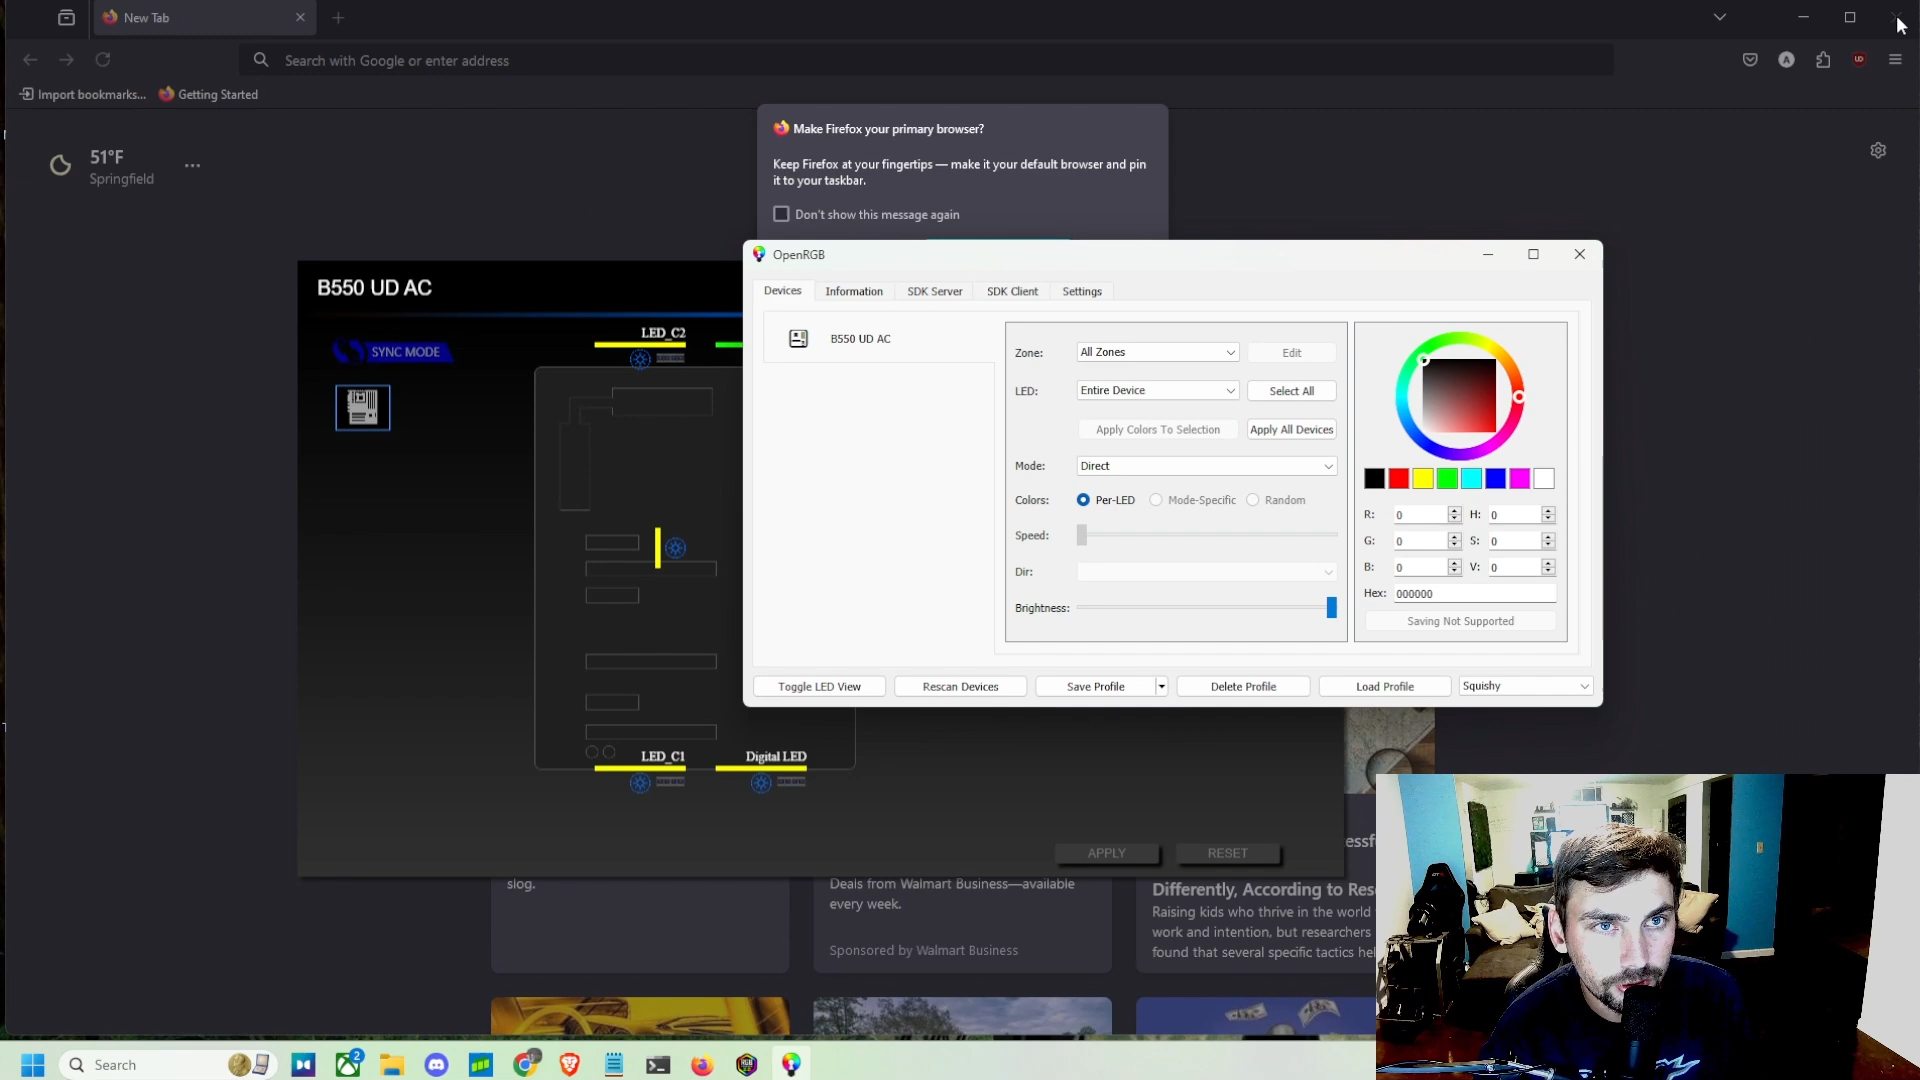 New Tab
Search with Google or enter address
Import bookmarks...
Getting Started
51°F
Springfield
Make Firefox your primary browser?
Keep Firefox at your fingertips — make it your default browser and pin
it to your taskbar.
Don't show this message again
B550 UD AC
SYNC MODE
LED_C2
LED_C1
Digital LED
APPLY
RESET
OpenRGB
Devices
Information
SDK Server
SDK Client
Settings
B550 UD AC
Zone:
All Zones
Edit
LED:
Entire Device
Select All
Apply Colors To Selection
Apply All Devices
Mode:
Direct
Colors:
Per-LED
Mode-Specific
Random
Speed:
Dir:
Brightness:
R: 0
H: 0
G: 0
S: 0
B: 0
V: 0
Hex: 000000
Saving Not Supported
Toggle LED View
Rescan Devices
Save Profile
Delete Profile
Load Profile
Squishy
slog.
Deals from Walmart Business—available
every week.
Sponsored by Walmart Business
Differently, According to
Raising kids who thrive in the world
work and intention, but researchers
found that several specific tactics
Search
2